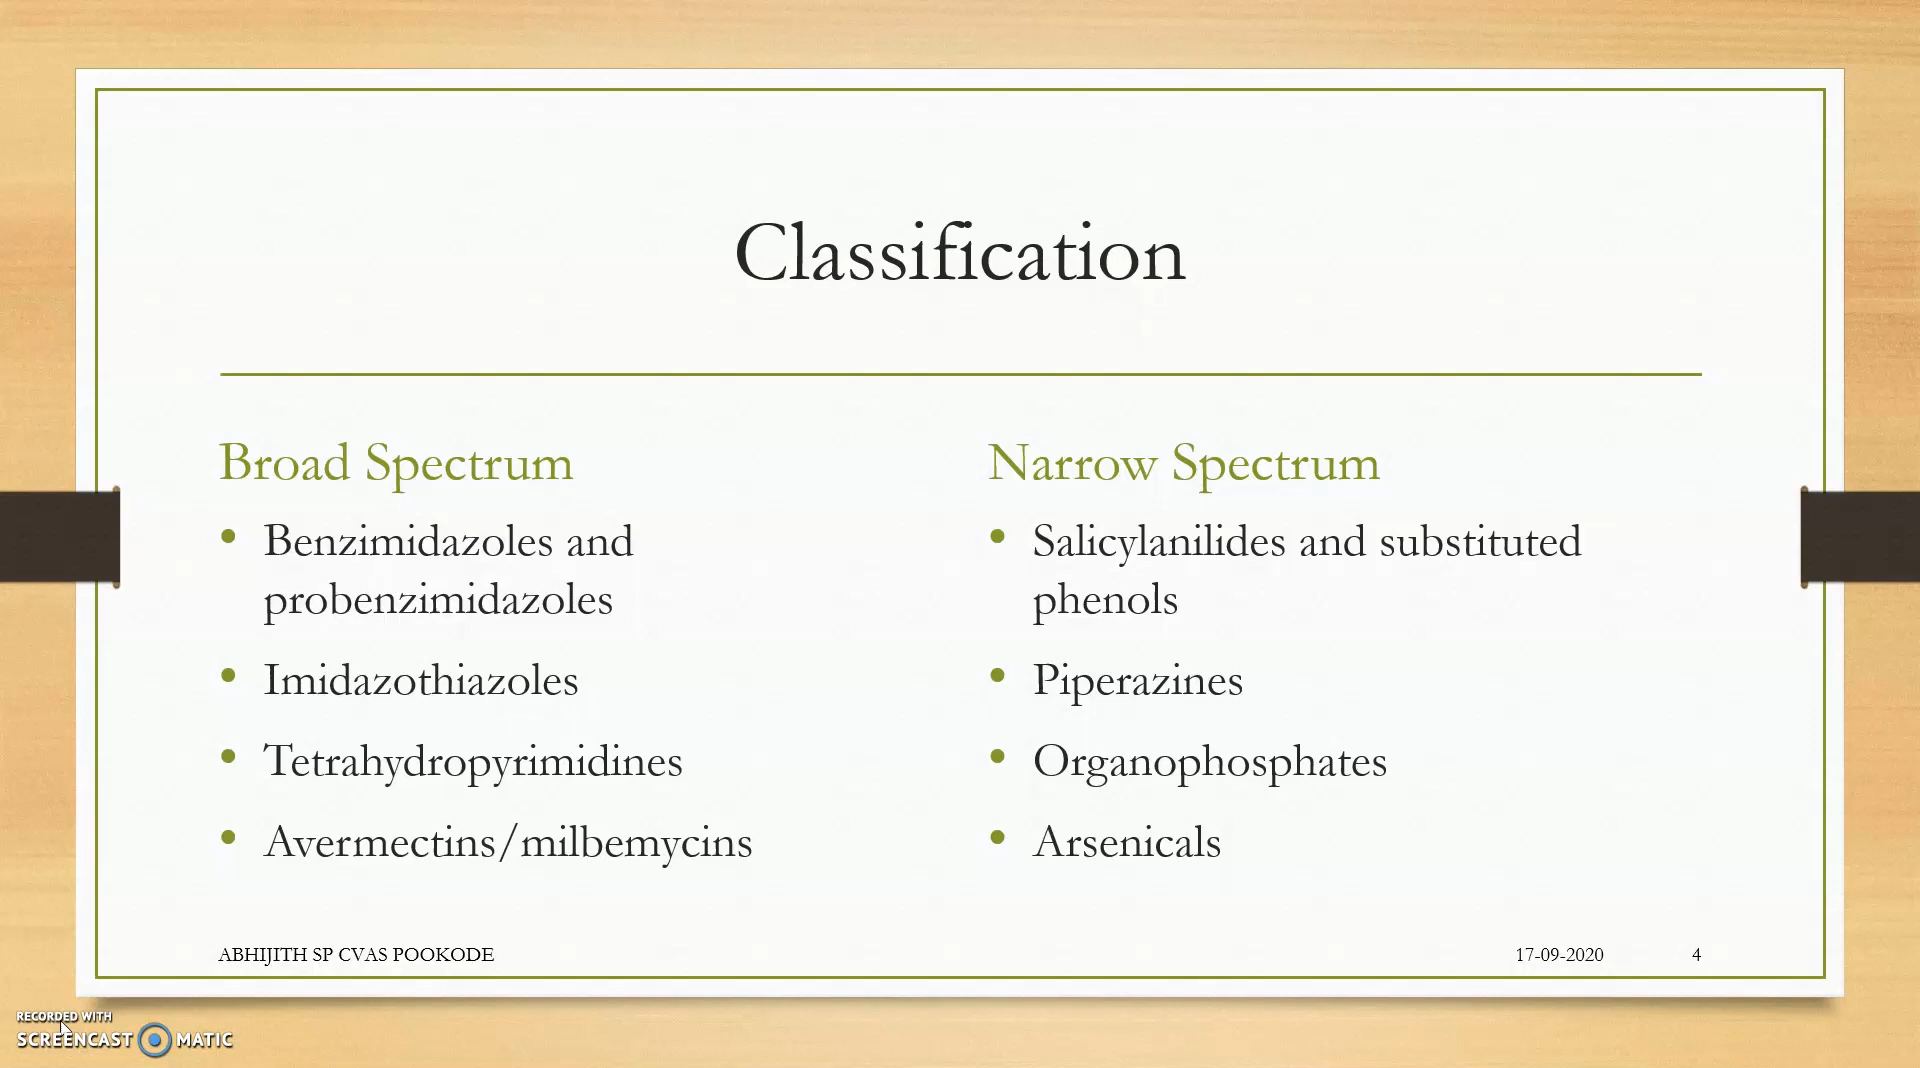 Classification
Broad Spectrum
• Benzimidazoles and
probenzimidazoles
• Imidazothiazoles
• Tetrahydropyrimidines
• Avermectins/milbemycins
Narrow Spectrum
• Salicylanilides and substituted
phenols
• Piperazines
• Organophosphates
• Arsenicals
ABHIJITH SP CVAS POOKODE
17-09-2020
4
RECORDED WITH
SCREENCAST MATIC